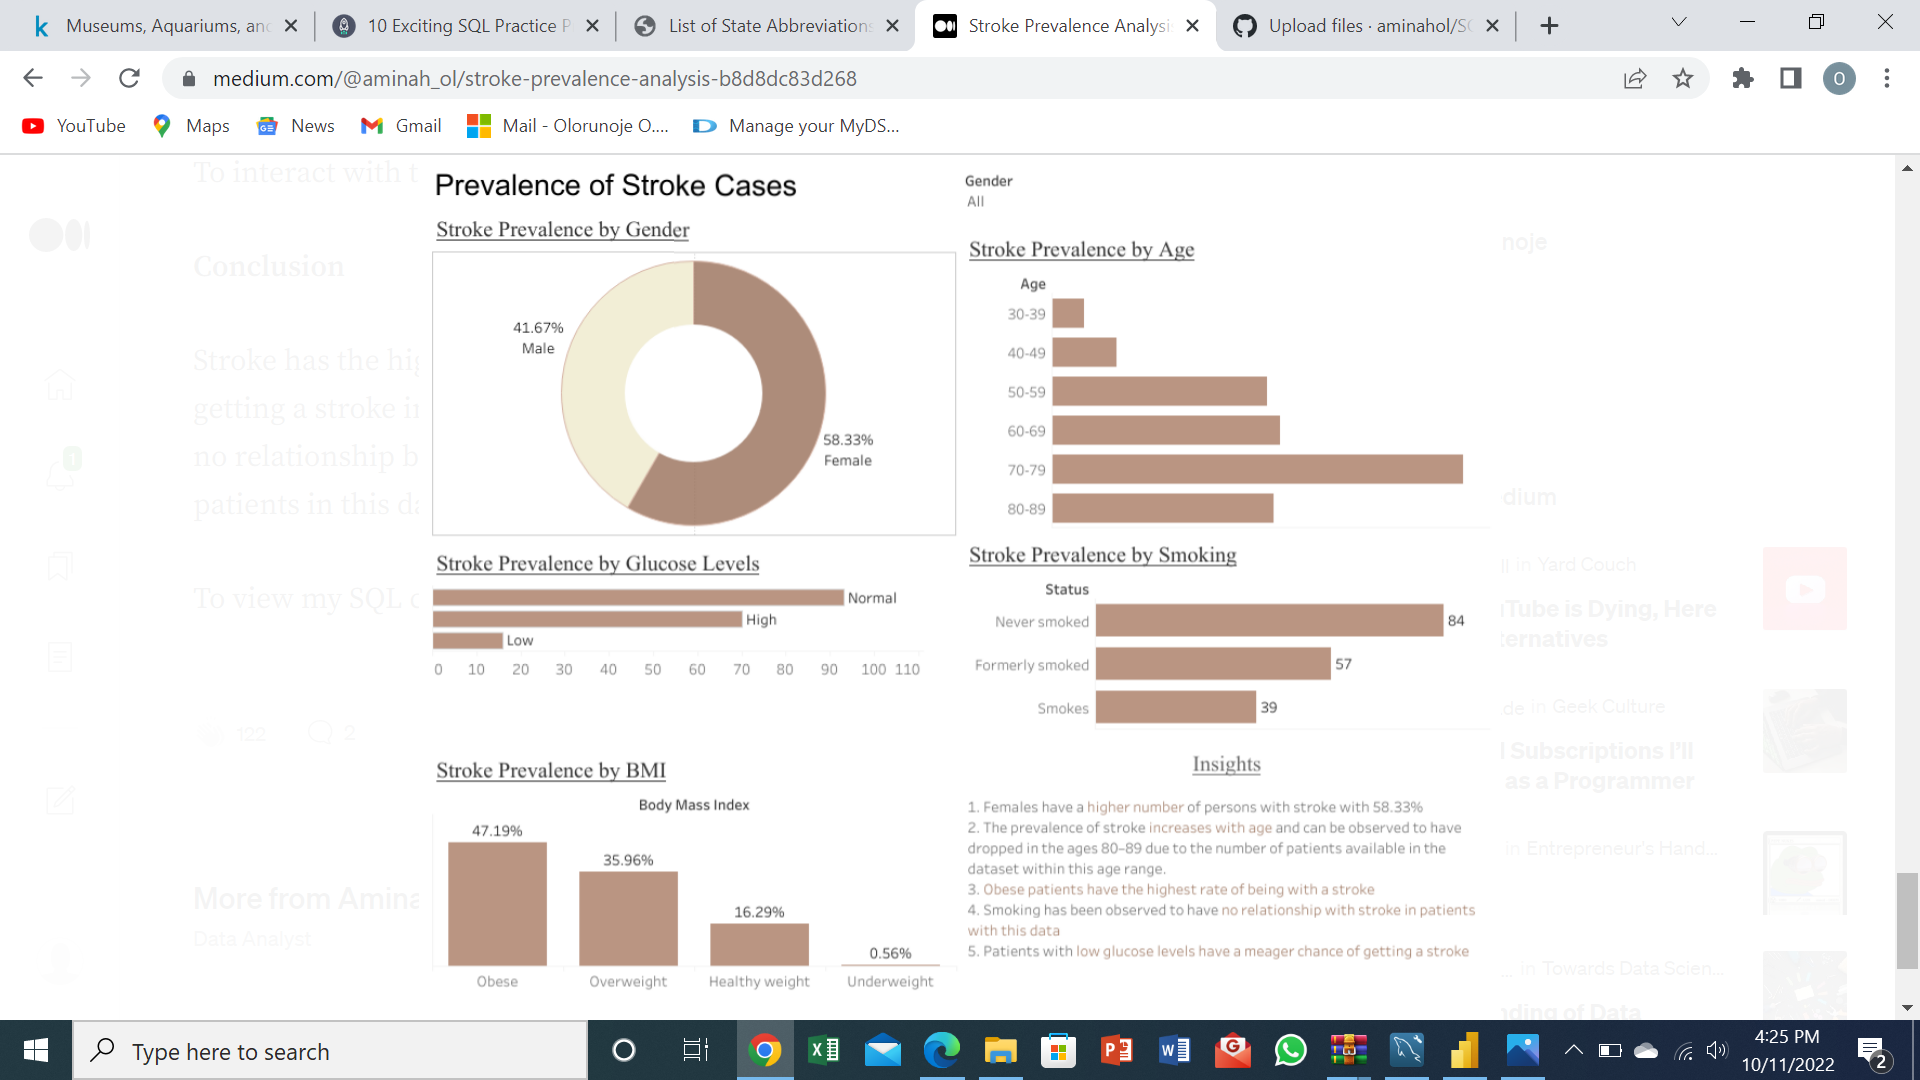 Museums, Aquariums, an
10 Exciting SQL Practice P
List of State Abbreviations
Stroke Prevalence Analysi
Upload files · aminahol/SQ
medium.com/@aminah_ol/stroke-prevalence-analysis-b8d8dc83d268
O
YouTube
Maps
News
Gmail
Mail - Olorunoje O....
Manage your MyDS...
To interact with t
Conclusion
Stroke has the hig
getting a stroke i
no relationship b
patients in this da
To view my SQL c
122
2
More from Amina
Data Analyst
1
Prevalence of Stroke Cases
Gender
All
Stroke Prevalence by Gender
41.67%
Male
58.33%
Female
Stroke Prevalence by Age
Age
30-39
40-49
50-59
60-69
70-79
80-89
Stroke Prevalence by Glucose Levels
Normal
High
Low
0 10 20 30 40 50 60 70 80 90 100 110
Stroke Prevalence by Smoking
Status
Never smoked 84
Formerly smoked 57
Smokes 39
Stroke Prevalence by BMI
Body Mass Index
47.19%
35.96%
16.29%
0.56%
Obese
Overweight
Healthy weight
Underweight
Insights
1. Females have a higher number of persons with stroke with 58.33%
2. The prevalence of stroke increases with age and can be observed to have
dropped in the ages 80–89 due to the number of patients available in the
dataset within this age range.
3. Obese patients have the highest rate of being with a stroke
4. Smoking has been observed to have no relationship with stroke in patients
with this data
5. Patients with low glucose levels have a meager chance of getting a stroke
noje
dium
ll in Yard Couch
uTube is Dying, Here
ternatives
de in Geek Culture
l Subscriptions I'll
as a Programmer
in Entrepreneur's Hand...
... in Towards Data Scien...
nding of Data
Type here to search
4:25 PM
10/11/2022
2